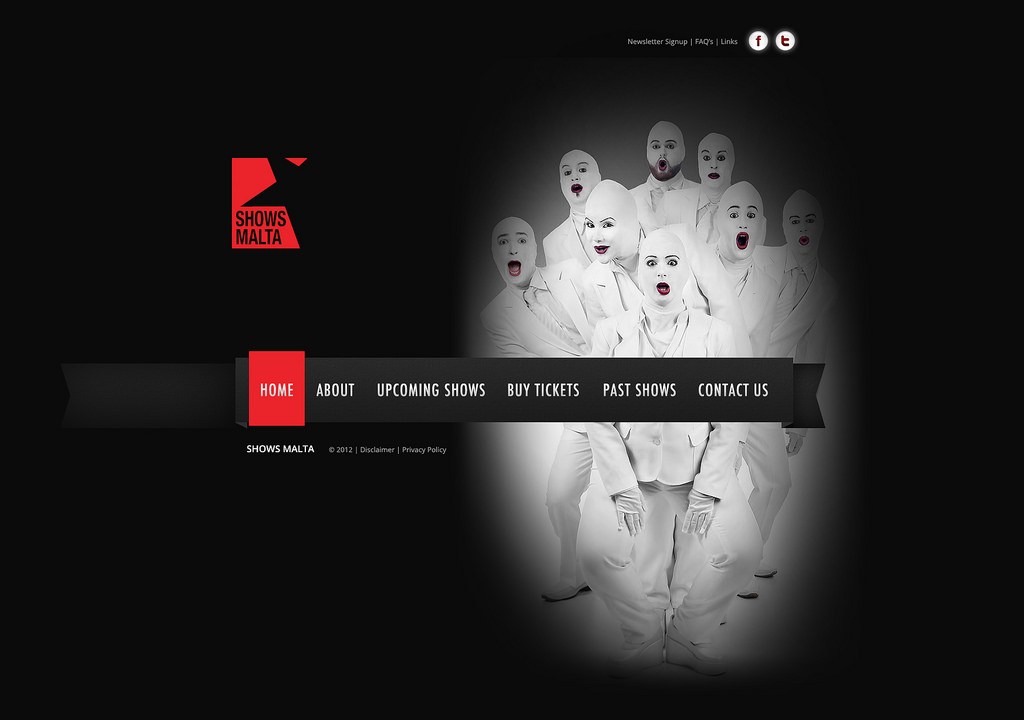 Newsletter Signup | FAQ's | Links
SHOWS
MALTA
HOME ABOUT UPCOMING SHOWS BUY TICKETS PAST SHOWS CONTACT US
SHOWS MALTA © 2012 | Disclaimer | Privacy Policy